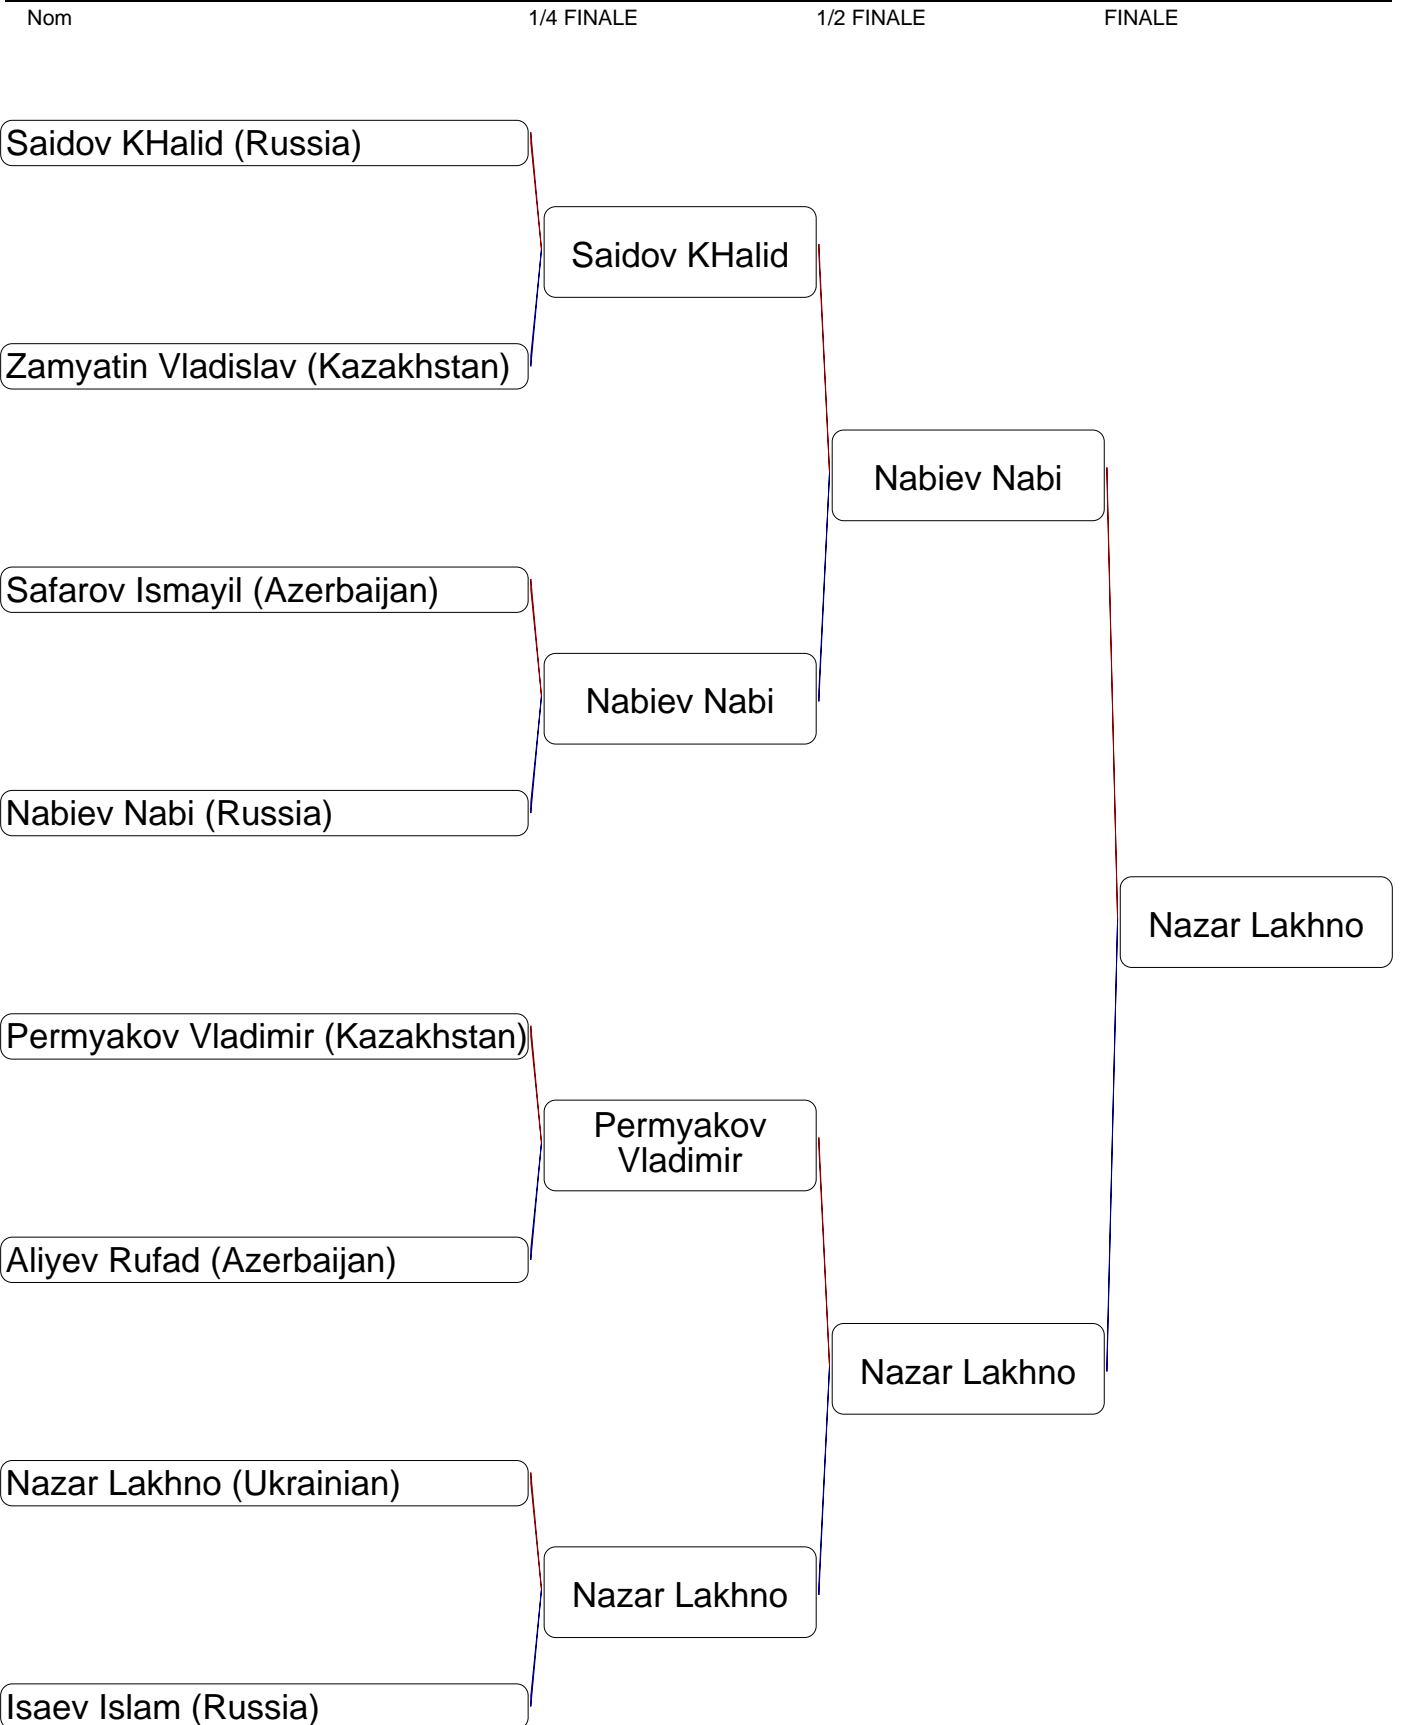 Nom 1/4 FINALE 1/2 FINALE FINALE
Saidov KHalid (Russia)
Saidov KHalid
Zamyatin Vladislav (Kazakhstan)
Nabiev Nabi
Safarov Ismayil (Azerbaijan)
Nabiev Nabi
Nabiev Nabi (Russia)
Nazar Lakhno
Permyakov Vladimir (Kazakhstan)
Permyakov
Vladimir
Aliyev Rufad (Azerbaijan)
Nazar Lakhno
Nazar Lakhno (Ukrainian)
Nazar Lakhno
Isaev Islam (Russia)